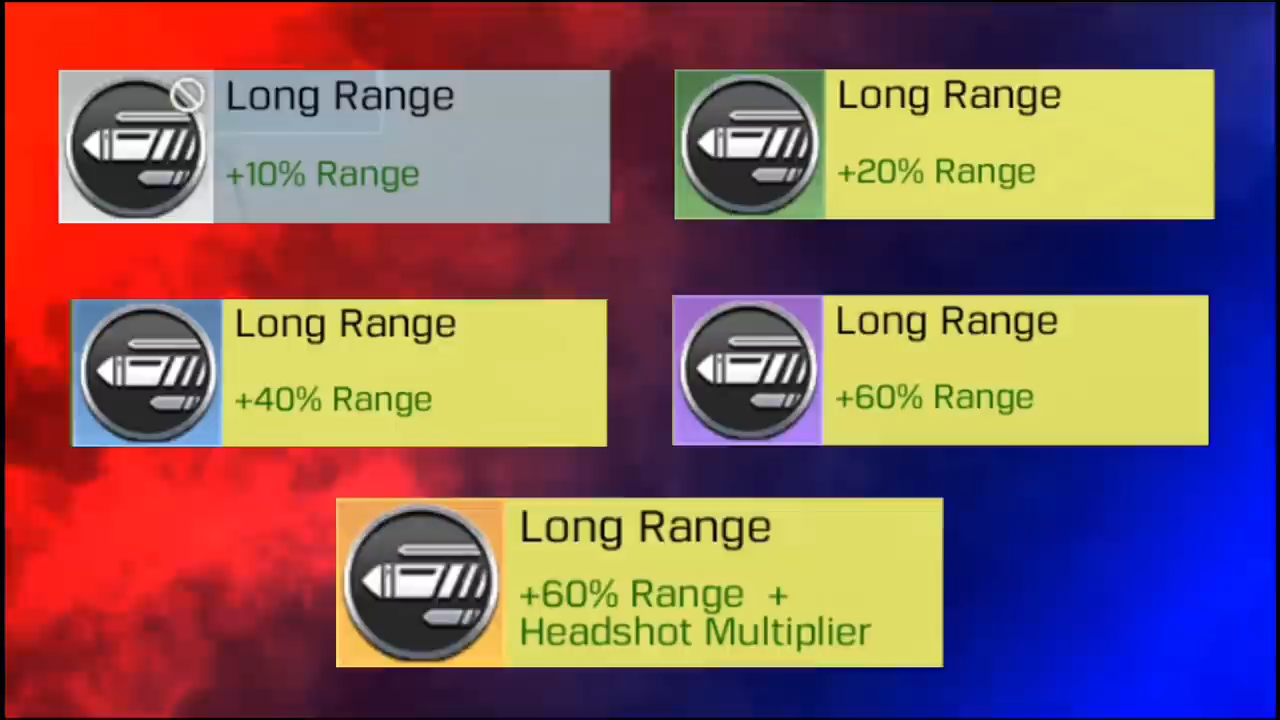 Long Range
+10% Range
Long Range
+20% Range
Long Range
+40% Range
Long Range
+60% Range
Long Range
+60% Range +
Headshot Multiplier